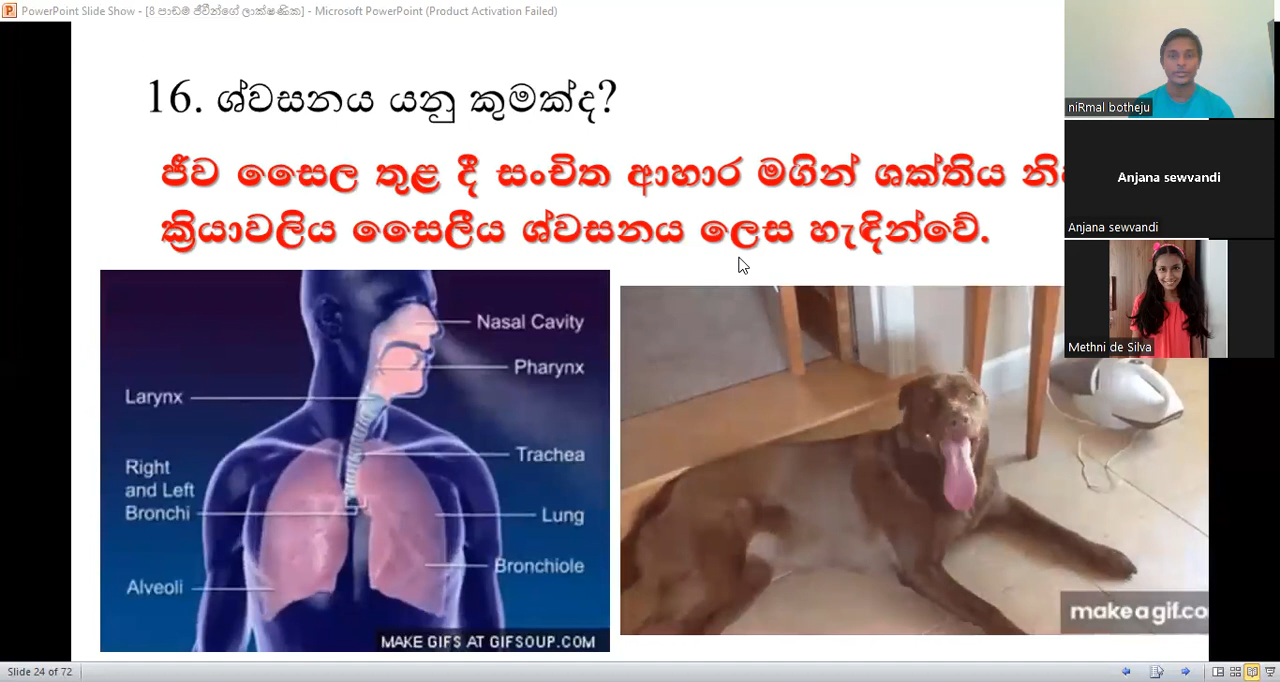 PowerPoint Slide Show - [8 පාඩම ජීවීන්ගේ ලාක්ෂණික] - Microsoft PowerPoint (Product Activation Failed)
16. ශ්වසනය යනු කුමක්ද?
ජීව සෛල තුළ දී සංචිත ආහාර මගින් ශක්තිය
ක්‍රියාවලිය සෛලීය ශ්වසනය ලෙස හැඳින්වේ.
Nasal Cavity
Pharynx
Larynx
Trachea
Right
and Left
Bronchi
Lung
Bronchiole
Alveoli
MAKE GIFS AT GIFSOUP.COM
makeagif.co
niRmal botheju
Anjana sewvandi
Anjana sewvandi
Methni de Silva
Slide 24 of 72